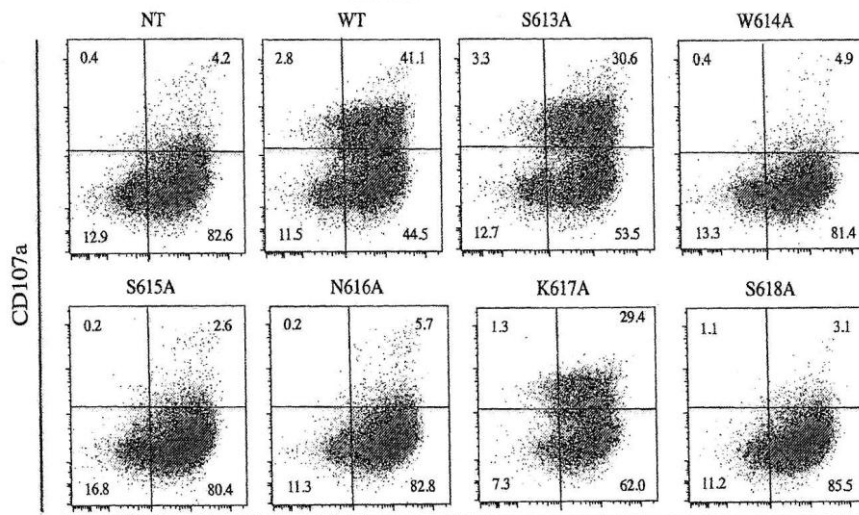 NT WT S613A W614A
0.4 4.2 2.8 41.1 3.3 30.6 0.4 4.9
12.9 82.6 11.5 44.5 12.7 53.5 13.3 81.4
CD107a
S615A N616A K617A S618A
0.2 2.6 0.2 5.7 1.3 29.4 1.1 3.1
16.8 80.4 11.3 82.8 7.3 62.0 11.2 85.5